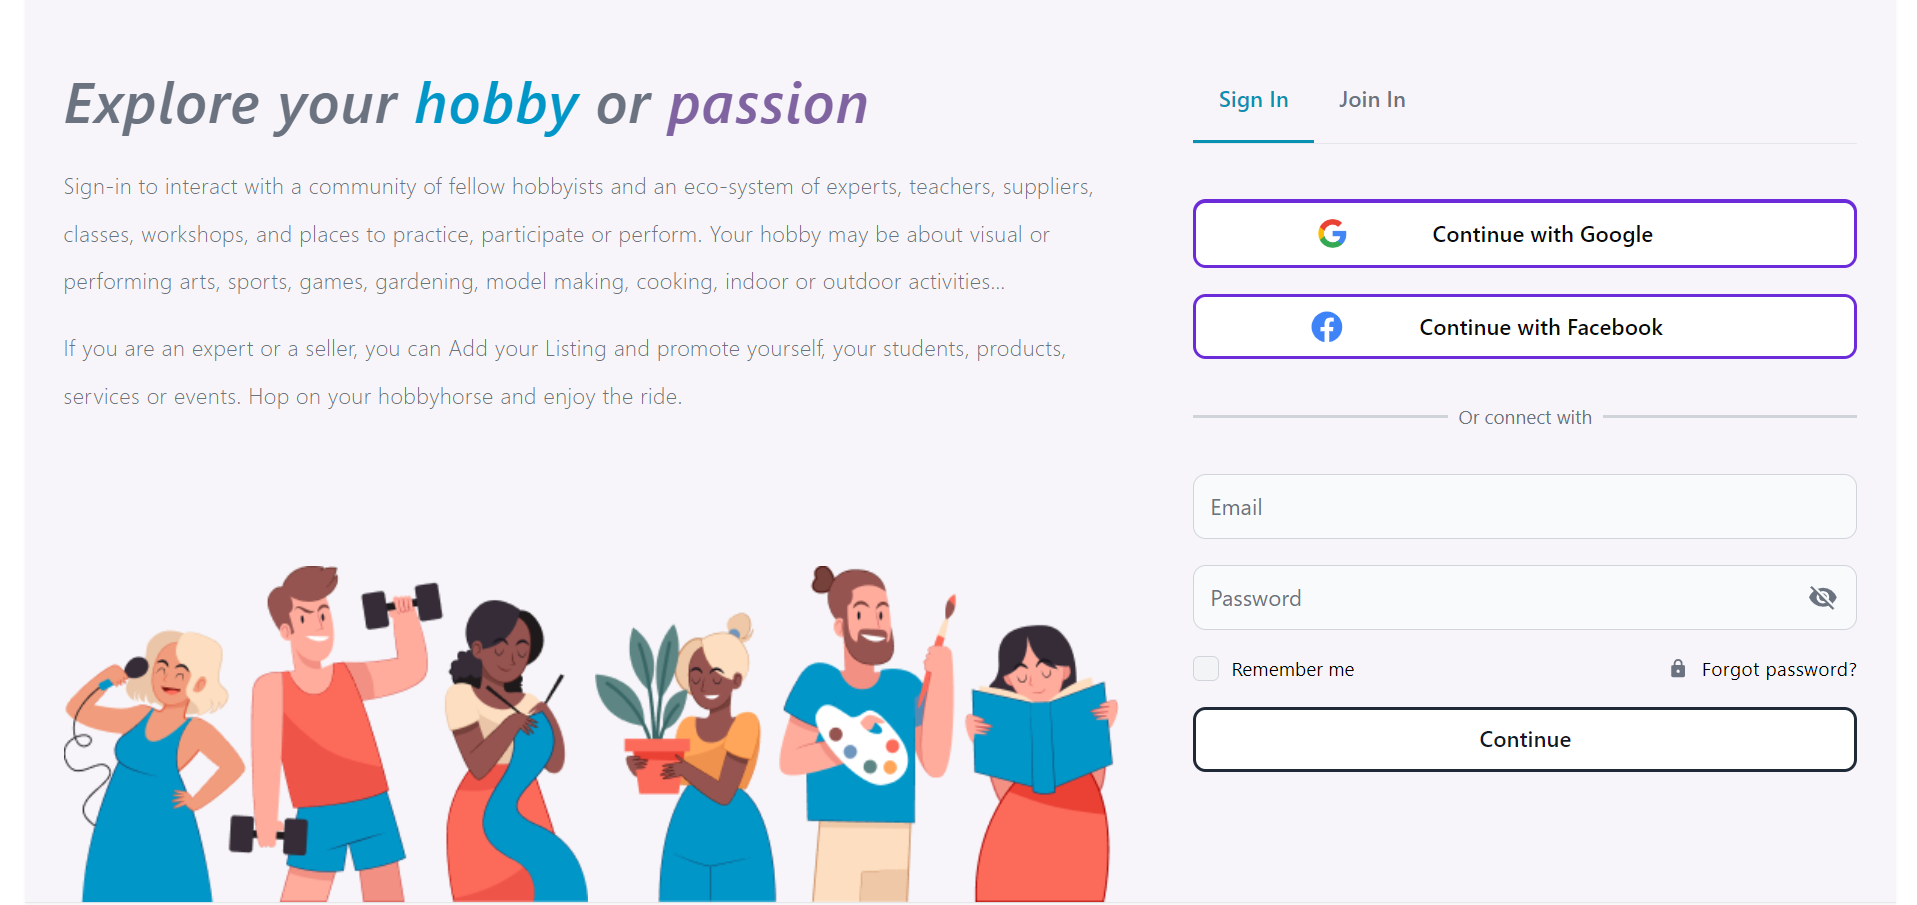 Explore your hobby or passion
Sign-in to interact with a community of fellow hobbyists and an eco-system of experts, teachers, suppliers,
classes, workshops, and places to practice, participate or perform. Your hobby may be about visual or
performing arts, sports, games, gardening, model making, cooking, indoor or outdoor activities...
If you are an expert or a seller, you can Add your Listing and promote yourself, your students, products,
services or events. Hop on your hobbyhorse and enjoy the ride.
Sign In
Join In
Continue with Google
Continue with Facebook
Or connect with
Email
Password
Remember me
Forgot password?
Continue